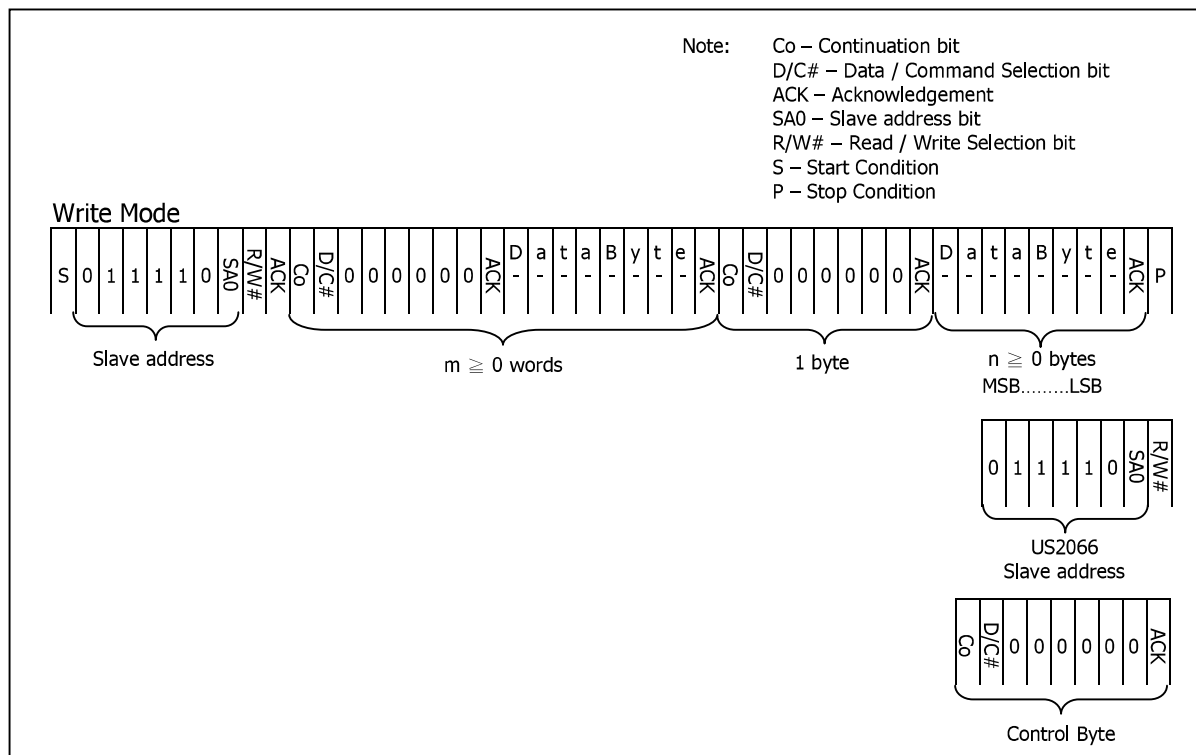 Note: Co – Continuation bit
D/C# – Data / Command Selection bit
ACK – Acknowledgement
SA0 – Slave address bit
R/W# – Read / Write Selection bit
S – Start Condition
P – Stop Condition
Write Mode
S 0 1 1 1 1 0 SA0 R/W# ACK Co D/C# 0 0 0 0 0 0 ACK D a t a B y t e ACK Co D/C# 0 0 0 0 0 0 ACK D a t a B y t e ACK P
- - - - - - - - - - - - - - - -
Slave address m ≧ 0 words 1 byte n ≧ 0 bytes
MSB.........LSB
0 1 1 1 1 0 SA0 R/W#
US2066
Slave address
Co D/C# 0 0 0 0 0 0 ACK
Control Byte